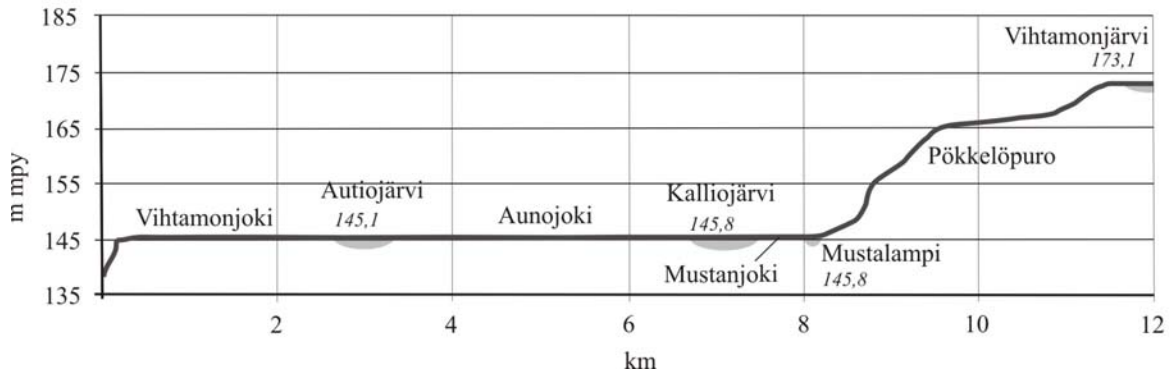 185
175
165
155
145
135
m mpy
Vihtamonjärvi
173,1
Pökkelöpuro
Autiojärvi
145,1
Kalliojärvi
145,8
Vihtamonjoki
Aunojoki
Mustanjoki
Mustalampi
145,8
2
4
6
8
10
12
km